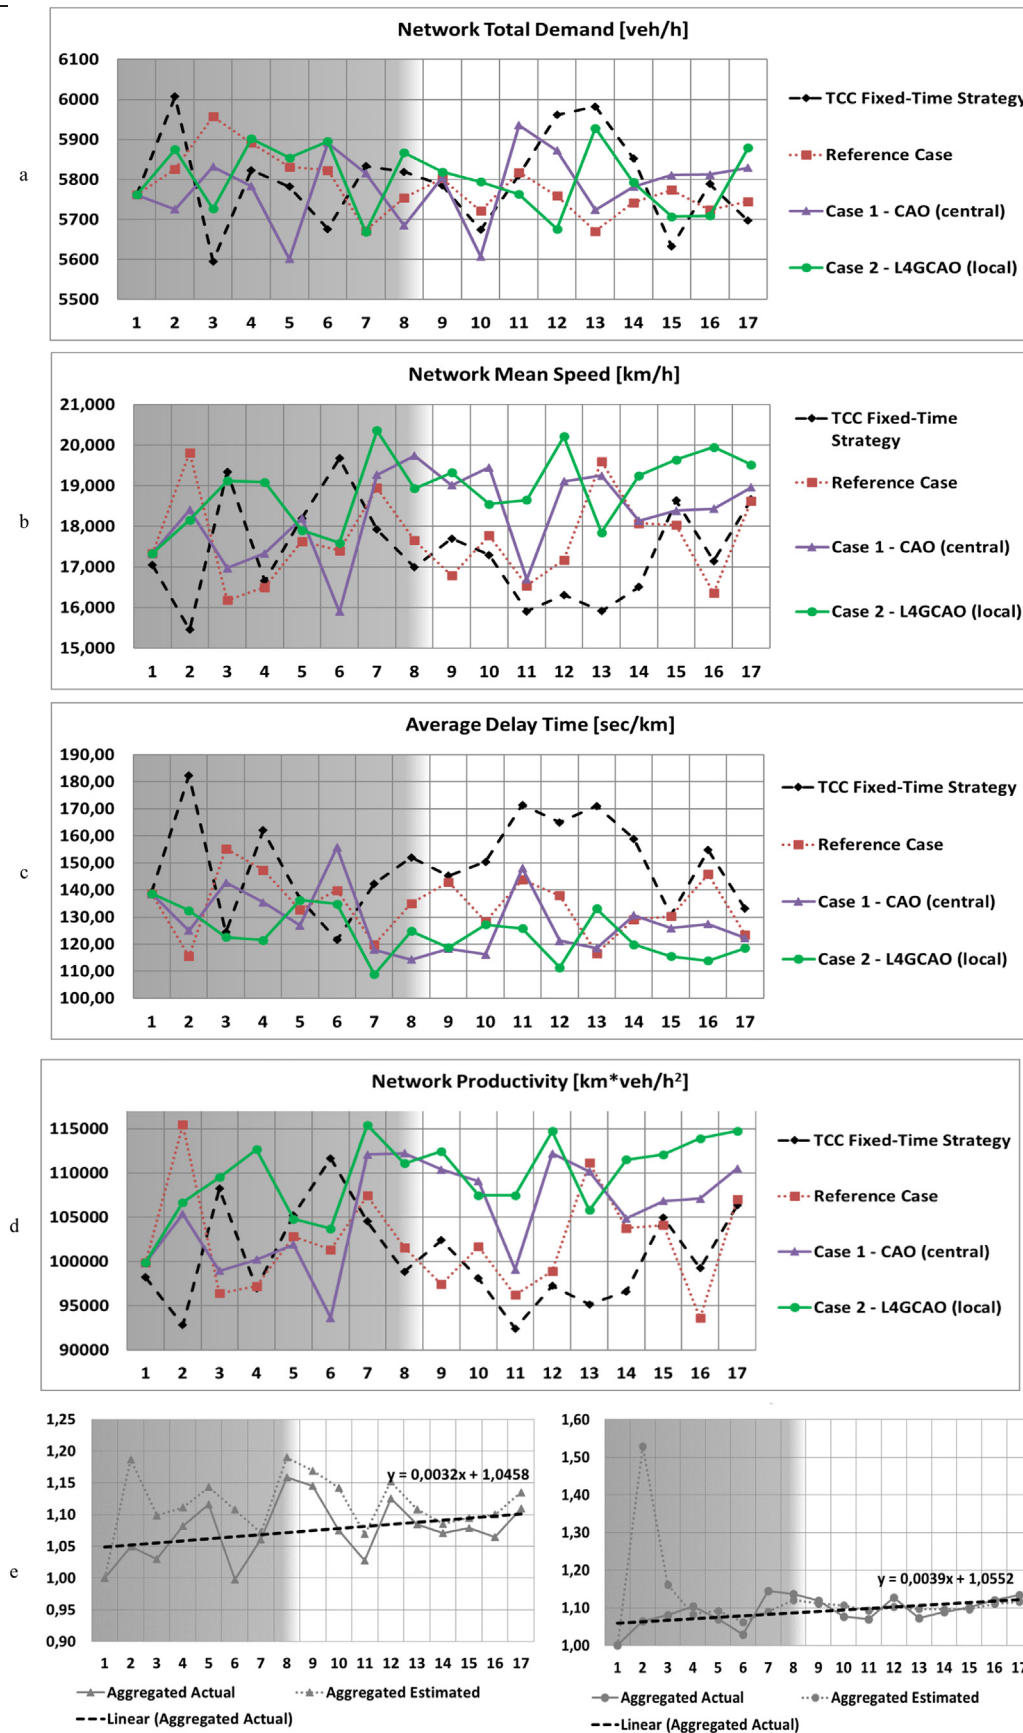 Network Total Demand [veh/h]
6100
6000
5900
5800
5700
5600
5500
1 2 3 4 5 6 7 8 9 10 11 12 13 14 15 16 17
TCC Fixed-Time Strategy
Reference Case
Case 1 - CAO (central)
Case 2 - L4GCAO (local)
a
Network Mean Speed [km/h]
21,000
20,000
19,000
18,000
17,000
16,000
15,000
1 2 3 4 5 6 7 8 9 10 11 12 13 14 15 16 17
TCC Fixed-Time
Strategy
Reference Case
Case 1 - CAO (central)
Case 2 - L4GCAO (local)
b
Average Delay Time [sec/km]
190,00
180,00
170,00
160,00
150,00
140,00
130,00
120,00
110,00
100,00
1 2 3 4 5 6 7 8 9 10 11 12 13 14 15 16 17
TCC Fixed-Time Strategy
Reference Case
Case 1 - CAO (central)
Case 2 - L4GCAO (local)
c
Network Productivity [km*veh/h²]
115000
110000
105000
100000
95000
90000
1 2 3 4 5 6 7 8 9 10 11 12 13 14 15 16 17
TCC Fixed-Time Strategy
Reference Case
Case 1 - CAO (central)
Case 2 - L4GCAO (local)
d
1,25
1,20
1,15
1,10
1,05
1,00
0,95
0,90
y = 0,0032x + 1,0458
1 2 3 4 5 6 7 8 9 10 11 12 13 14 15 16 17
Aggregated Actual
Aggregated Estimated
Linear (Aggregated Actual)
e
1,60
1,50
1,40
1,30
1,20
1,10
1,00
y = 0,0039x + 1,0552
1 2 3 4 5 6 7 8 9 10 11 12 13 14 15 16 17
Aggregated Actual
Aggregated Estimated
Linear (Aggregated Actual)